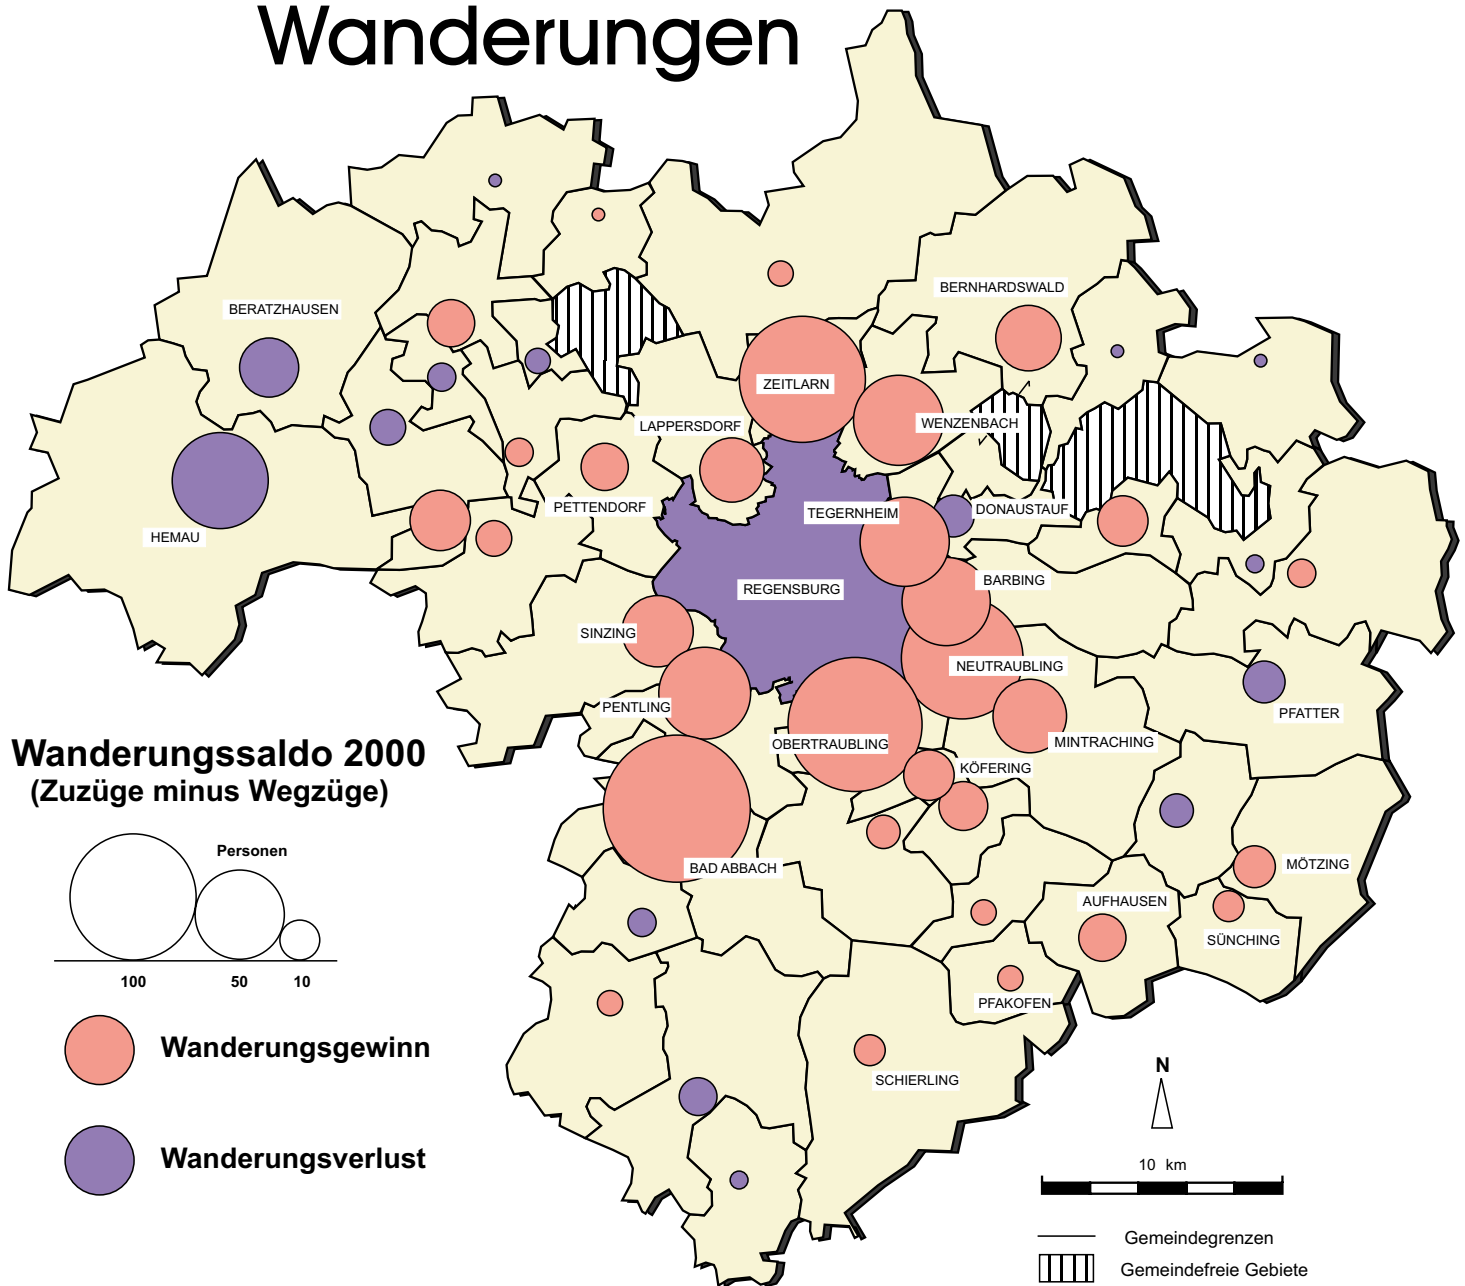 Wanderungen
BERNHARDSWALD
BERATZHAUSEN
ZEITLARN
LAPPERSDORF
WENZENBACH
PETTENDORF
TEGERNHEIM
DONAUSTAUF
HEMAU
BARBING
REGENSBURG
SINZING
NEUTRAUBLING
PENTLING
PFATTER
OBERTRAUBLING
MINTRACHING
KÖFERING
BAD ABBACH
MÖTZING
AUFHAUSEN
SÜNCHING
PFAKOFEN
SCHIERLING
Wanderungssaldo 2000
(Zuzüge minus Wegzüge)
Personen
100 50 10
Wanderungsgewinn
Wanderungsverlust
N
10 km
Gemeindegrenzen
Gemeindefreie Gebiete